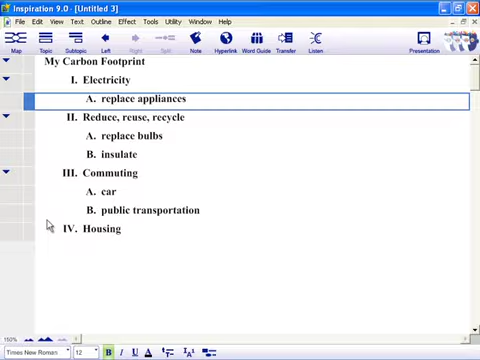 Inspiration 9.0 - [Untitled 3]
File Edit View Text Outline Effect Tools Utility Window Help
Map Topic Subtopic Left Right Note Hyperlink Word Guide Transfer Listen Presentation
My Carbon Footprint
I. Electricity
A. replace appliances
II. Reduce, reuse, recycle
A. replace bulbs
B. insulate
III. Commuting
A. car
B. public transportation
IV. Housing
150%
Times New Roman 12 B I U A